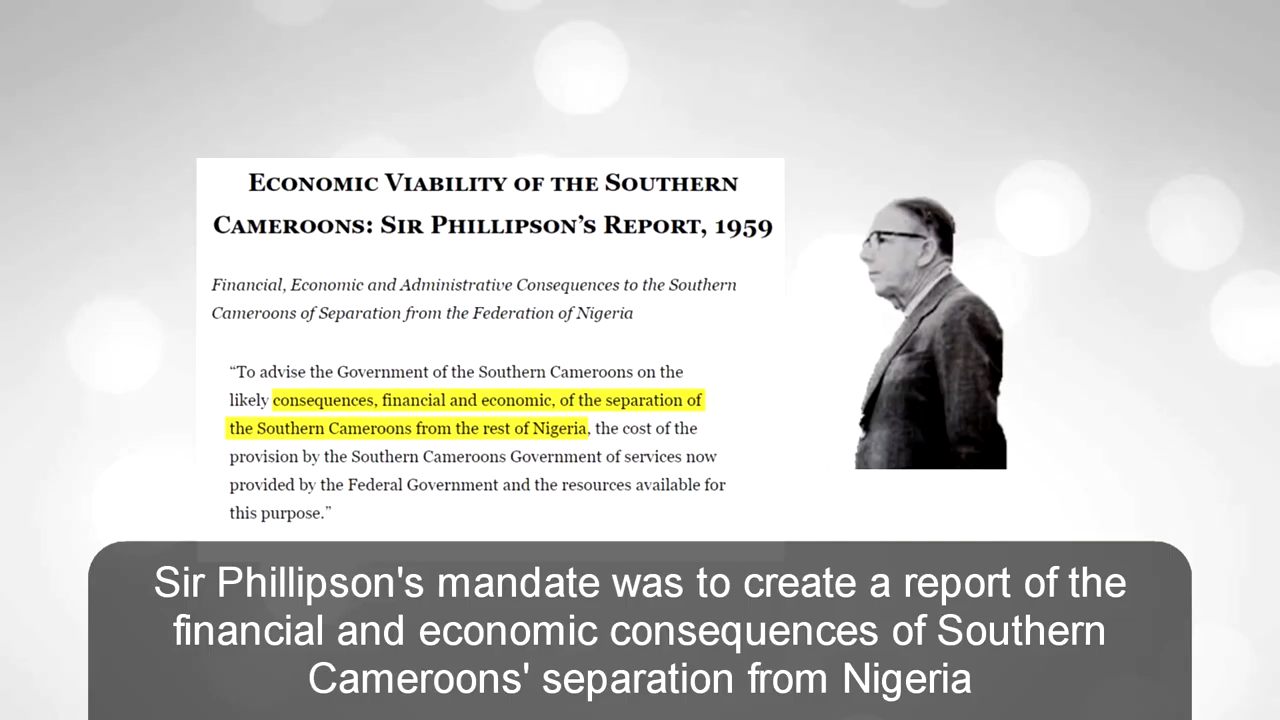 Economic Viability of the Southern
Cameroons: Sir Phillipson’s Report, 1959
Financial, Economic and Administrative Consequences to the Southern
Cameroons of Separation from the Federation of Nigeria
“To advise the Government of the Southern Cameroons on the
likely consequences, financial and economic, of the separation of
the Southern Cameroons from the rest of Nigeria, the cost of the
provision by the Southern Cameroons Government of services now
provided by the Federal Government and the resources available for
this purpose.”
Sir Phillipson's mandate was to create a report of the
financial and economic consequences of Southern
Cameroons' separation from Nigeria